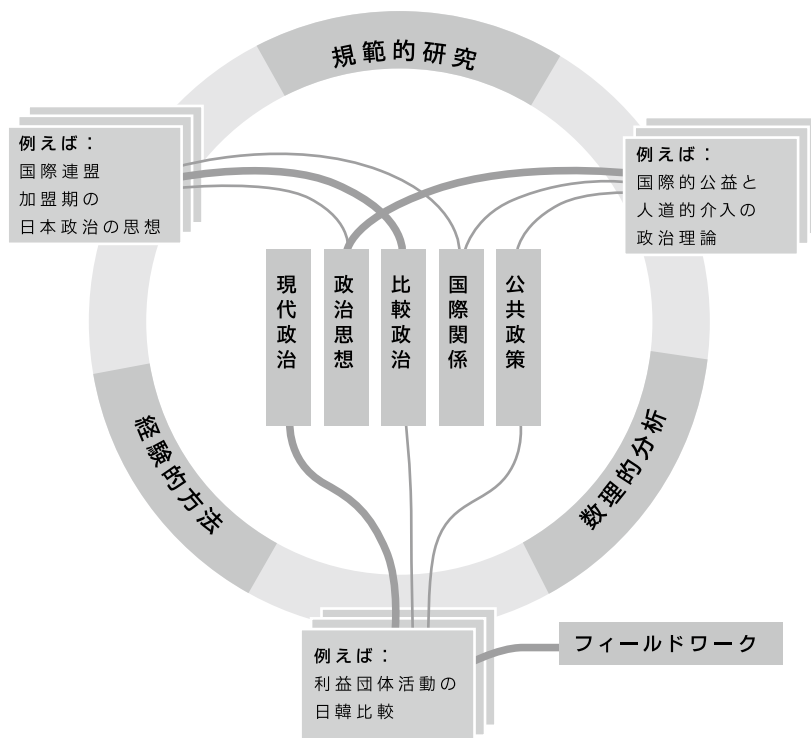 規範的研究
例えば：
国際連盟
加盟期の
日本政治の思想
例えば：
国際的公益と
人道的介入の
政治理論
現代政治
政治思想
比較政治
国際関係
公共政策
経験的方法
数理的分析
例えば：
利益団体活動の
日韓比較
フィールドワーク